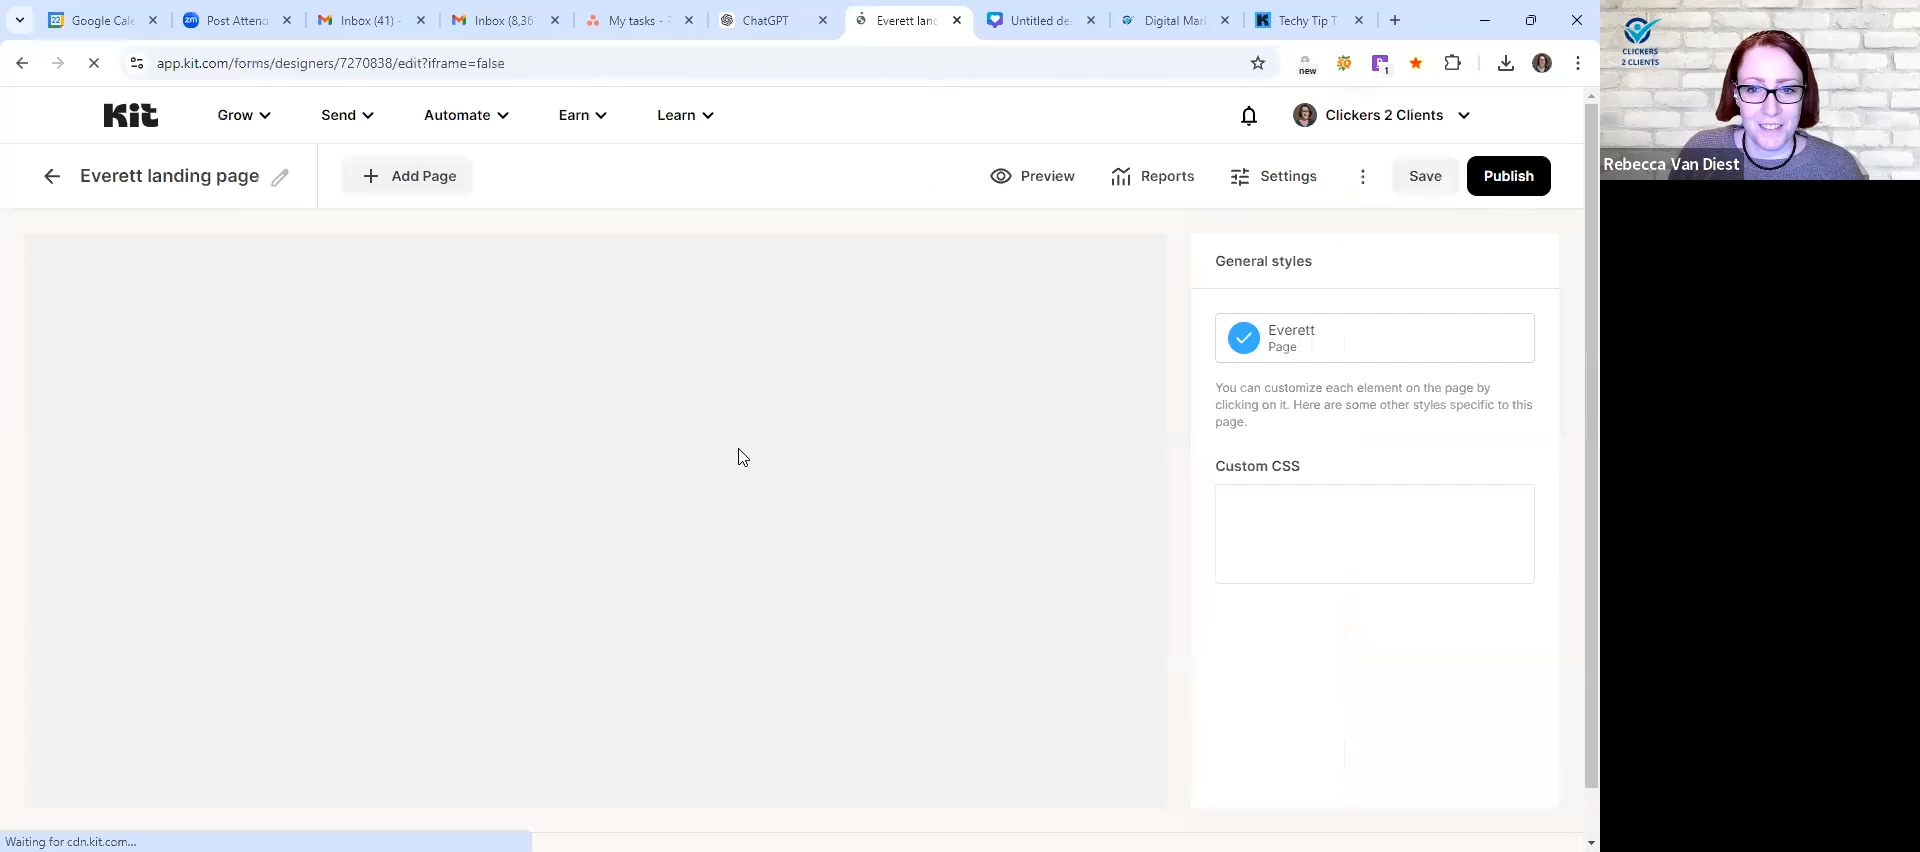 Google Cale
Post Attend
Inbox (41) -
Inbox (8,36
My tasks -
ChatGPT
Everett lan
Untitled de
Digital Mar
Techy Tip T
app.kit.com/forms/designers/7270838/edit?iframe=false
new
1
CLICKERS
2 CLIENTS
Kit
Grow
Send
Automate
Earn
Learn
Clickers 2 Clients
Rebecca Van Diest
Everett landing page
Add Page
Preview
Reports
Settings
Save
Publish
General styles
Everett
Page
You can customize each element on the page by
clicking on it. Here are some other styles specific to this
page.
Custom CSS
Waiting for cdn.kit.com...